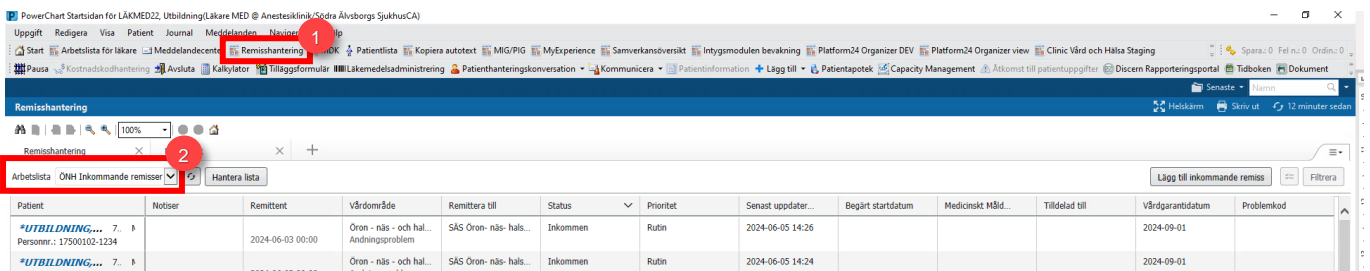 PowerChart Startsidan för LÄKMED22, Utbildning(Läkare MED @ Anestesiklinik/Södra Älvsborgs SjukhusCA)
Uppgift Redigera Visa Patient Journal Meddelanden
1
Start Arbetslista för läkare Meddelandecente Remisshantering Patientlista Kopiera autotext MIG/PIG MyExperience Samverkansöversikt Intygsmodulen bevakning Platform24 Organizer DEV Platform24 Organizer view Clinic Vård och Hälsa Staging Spara.: 0 Fel n.: 0 Ordin.: 0
Pausa Kostnadskodhantering Avsluta Kalkylator Tilläggsformulär Läkemedelsadministrering Patienthanteringskonversation Kommunicera Patientinformation + Lägg till Patientapotek Capacity Management Åtkomst till patientuppgifter Discern Rapporteringsportal Tidboken Dokument
Senaste Namn
Remisshantering Helskärm Skriv ut 12 minuter sedan
100%
Remisshantering × × +
2
Arbetslista ÖNH Inkommande remisser Hantera lista Lägg till inkommande remiss Filtrera
Patient Notiser Remittent Vårdområde Remittera till Status Prioritet Senast uppdater... Begärt startdatum Medicinskt Måld... Tilldelad till Vårdgarantidatum Problemkod
*UTBILDNING,... 7.. Öron - näs - och hal... SÄS Öron- näs- hals... Inkommen Rutin 2024-06-05 14:26 2024-09-01
Personnr.: 17500102-1234 2024-06-03 00:00 Andningsproblem
*UTBILDNING,... 7.. Öron - näs - och hal... SÄS Öron- näs- hals... Inkommen Rutin 2024-06-05 14:24 2024-09-01